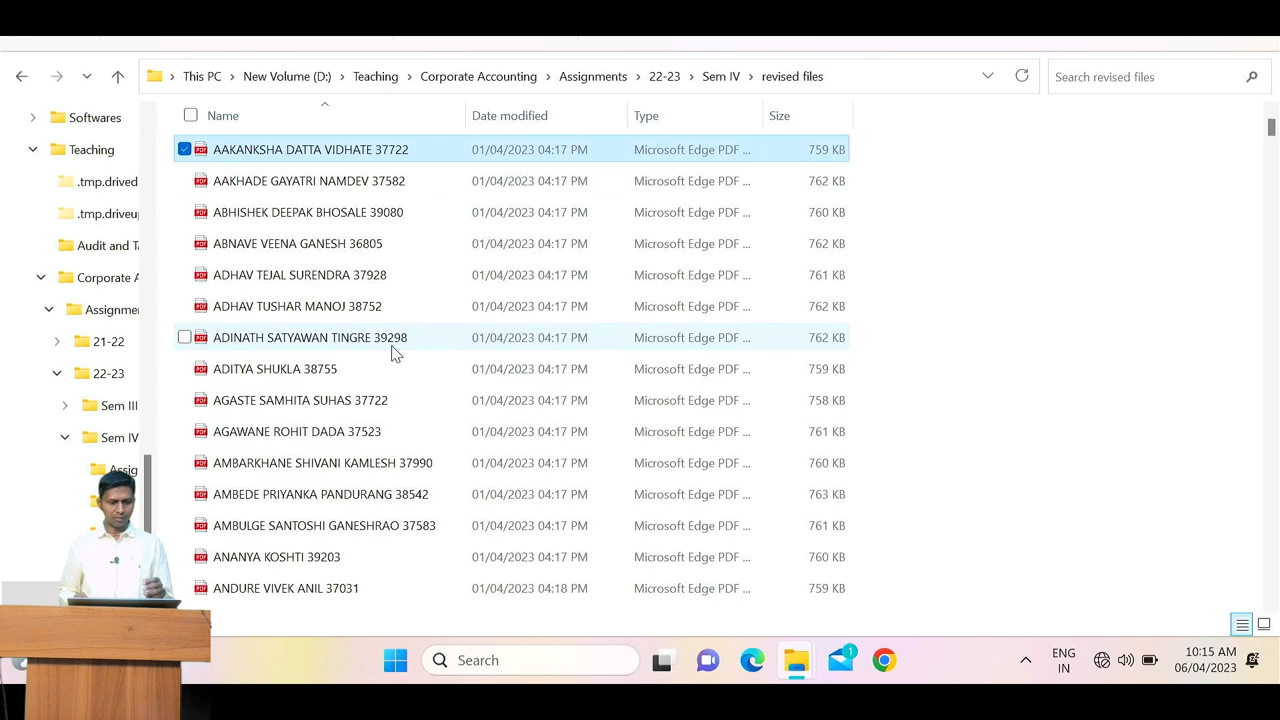 This PC > New Volume (D:) > Teaching > Corporate Accounting > Assignments > 22-23 > Sem IV > revised files
Search revised files
Softwares
Teaching
.tmp.drived
.tmp.driveu
Audit and T
Corporate A
Assignme
21-22
22-23
Sem III
Sem IV
Assig
Name Date modified Type Size
AAKANKSHA DATTA VIDHATE 37722 01/04/2023 04:17 PM Microsoft Edge PDF ... 759 KB
AAKHADE GAYATRI NAMDEV 37582 01/04/2023 04:17 PM Microsoft Edge PDF ... 762 KB
ABHISHEK DEEPAK BHOSALE 39080 01/04/2023 04:17 PM Microsoft Edge PDF ... 760 KB
ABNAVE VEENA GANESH 36805 01/04/2023 04:17 PM Microsoft Edge PDF ... 762 KB
ADHAV TEJAL SURENDRA 37928 01/04/2023 04:17 PM Microsoft Edge PDF ... 761 KB
ADHAV TUSHAR MANOJ 38752 01/04/2023 04:17 PM Microsoft Edge PDF ... 762 KB
ADINATH SATYAWAN TINGRE 39298 01/04/2023 04:17 PM Microsoft Edge PDF ... 762 KB
ADITYA SHUKLA 38755 01/04/2023 04:17 PM Microsoft Edge PDF ... 759 KB
AGASTE SAMHITA SUHAS 37722 01/04/2023 04:17 PM Microsoft Edge PDF ... 758 KB
AGAWANE ROHIT DADA 37523 01/04/2023 04:17 PM Microsoft Edge PDF ... 761 KB
AMBARKHANE SHIVANI KAMLESH 37990 01/04/2023 04:17 PM Microsoft Edge PDF ... 760 KB
AMBEDE PRIYANKA PANDURANG 38542 01/04/2023 04:17 PM Microsoft Edge PDF ... 763 KB
AMBULGE SANTOSHI GANESHRAO 37583 01/04/2023 04:17 PM Microsoft Edge PDF ... 761 KB
ANANYA KOSHTI 39203 01/04/2023 04:17 PM Microsoft Edge PDF ... 760 KB
ANDURE VIVEK ANIL 37031 01/04/2023 04:18 PM Microsoft Edge PDF ... 759 KB
Search
1
ENG
IN
10:15 AM
06/04/2023